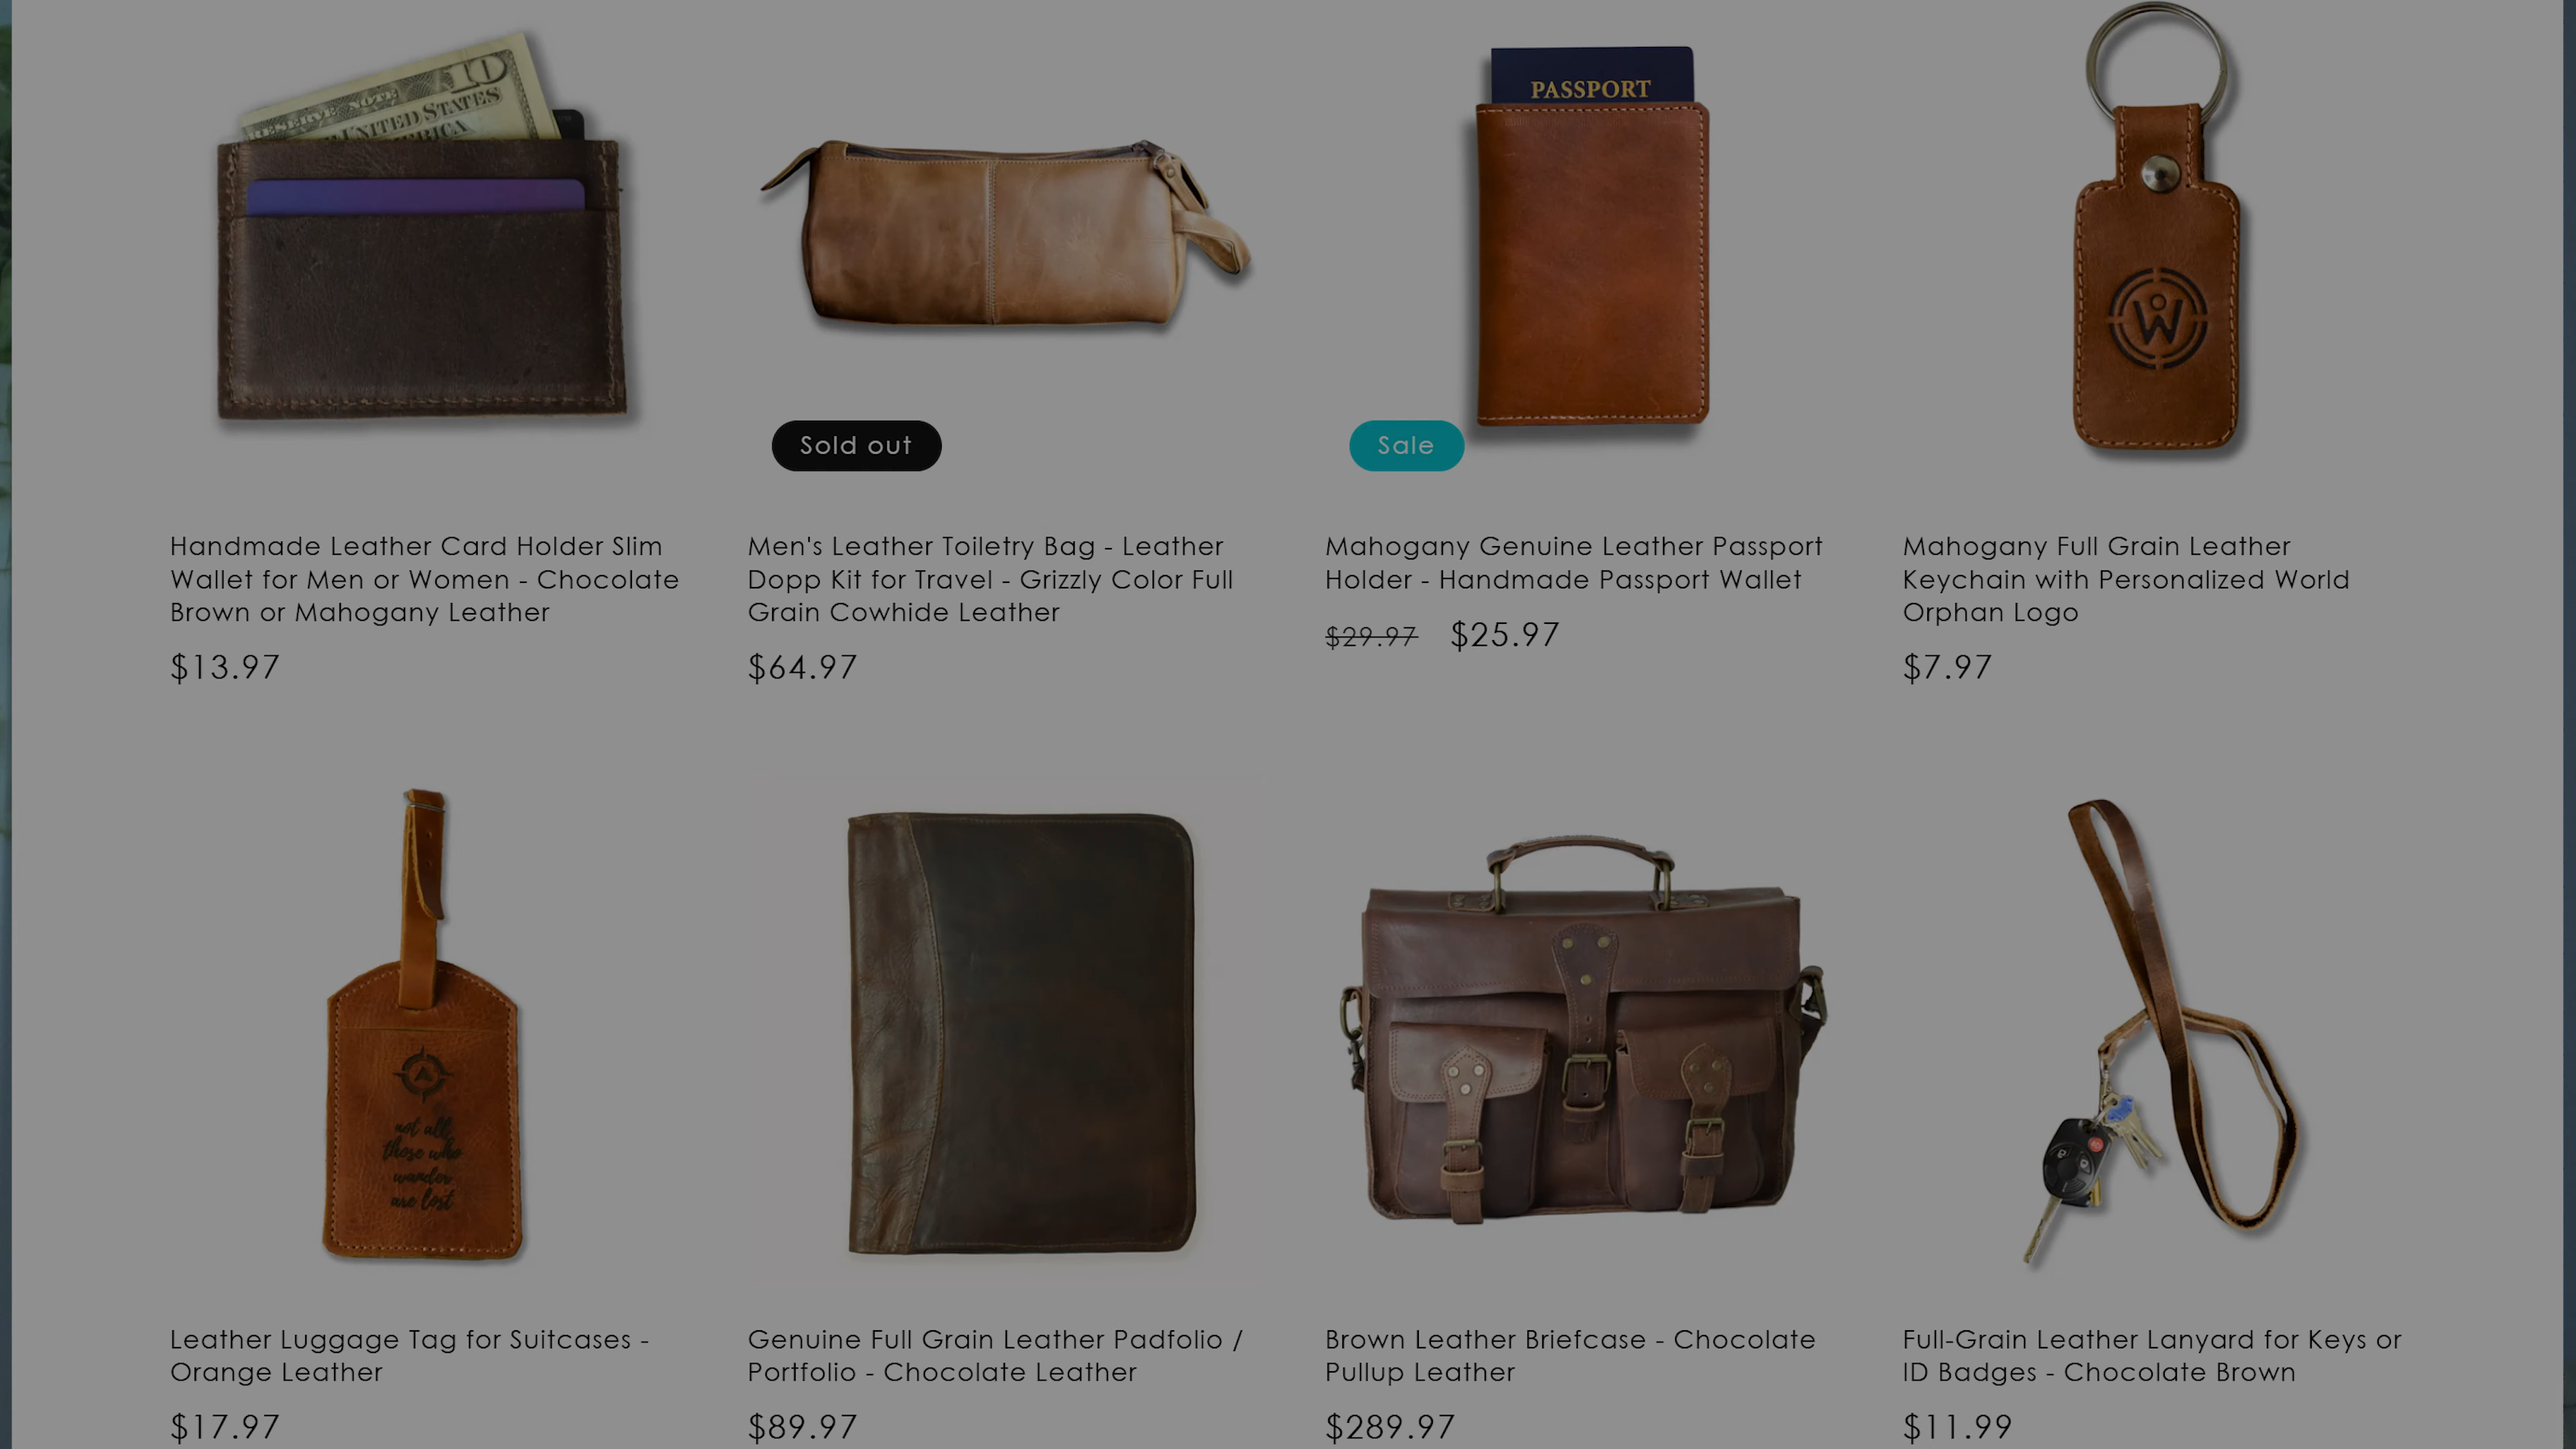 10
RESERVE NOTE
UNITED STATES
AMERICA
PASSPORT
W
Sold out
Sale
Handmade Leather Card Holder Slim
Wallet for Men or Women - Chocolate
Brown or Mahogany Leather
$13.97
Men's Leather Toiletry Bag - Leather
Dopp Kit for Travel - Grizzly Color Full
Grain Cowhide Leather
$64.97
Mahogany Genuine Leather Passport
Holder - Handmade Passport Wallet
$29.97 $25.97
Mahogany Full Grain Leather
Keychain with Personalized World
Orphan Logo
$7.97
not all
those who
wander
are lost
Leather Luggage Tag for Suitcases -
Orange Leather
$17.97
Genuine Full Grain Leather Padfolio /
Portfolio - Chocolate Leather
$89.97
Brown Leather Briefcase - Chocolate
Pullup Leather
$289.97
Full-Grain Leather Lanyard for Keys or
ID Badges - Chocolate Brown
$11.99